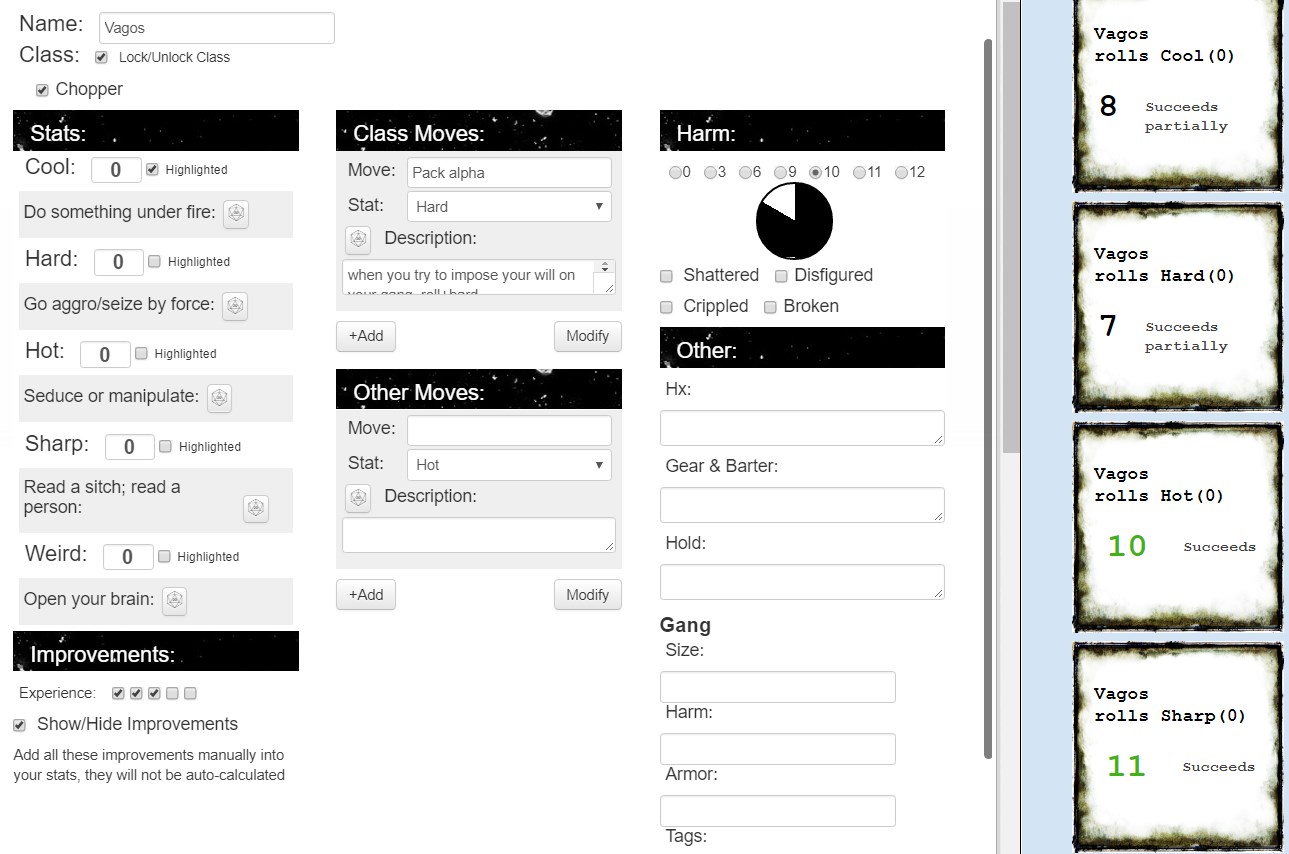 Name:
Vagos
Class:
Lock/Unlock Class
Chopper
Stats:
Cool:
0
Highlighted
Do something under fire:
Hard:
0
Highlighted
Go aggro/seize by force:
Hot:
0
Highlighted
Seduce or manipulate:
Sharp:
0
Highlighted
Read a sitch; read a
person:
Weird:
0
Highlighted
Open your brain:
Improvements:
Experience:
Show/Hide Improvements
Add all these improvements manually into
your stats, they will not be auto-calculated
Class Moves:
Move:
Pack alpha
Stat:
Hard
Description:
when you try to impose your will on
your gang, roll+hard
+Add
Modify
Other Moves:
Move:
Stat:
Hot
Description:
+Add
Modify
Harm:
0 3 6 9 10 11 12
Shattered Disfigured
Crippled Broken
Other:
Hx:
Gear & Barter:
Hold:
Gang
Size:
Harm:
Armor:
Tags:
Vagos
rolls Cool(0)
8
Succeeds
partially
Vagos
rolls Hard(0)
7
Succeeds
partially
Vagos
rolls Hot(0)
10
Succeeds
Vagos
rolls Sharp(0)
11
Succeeds